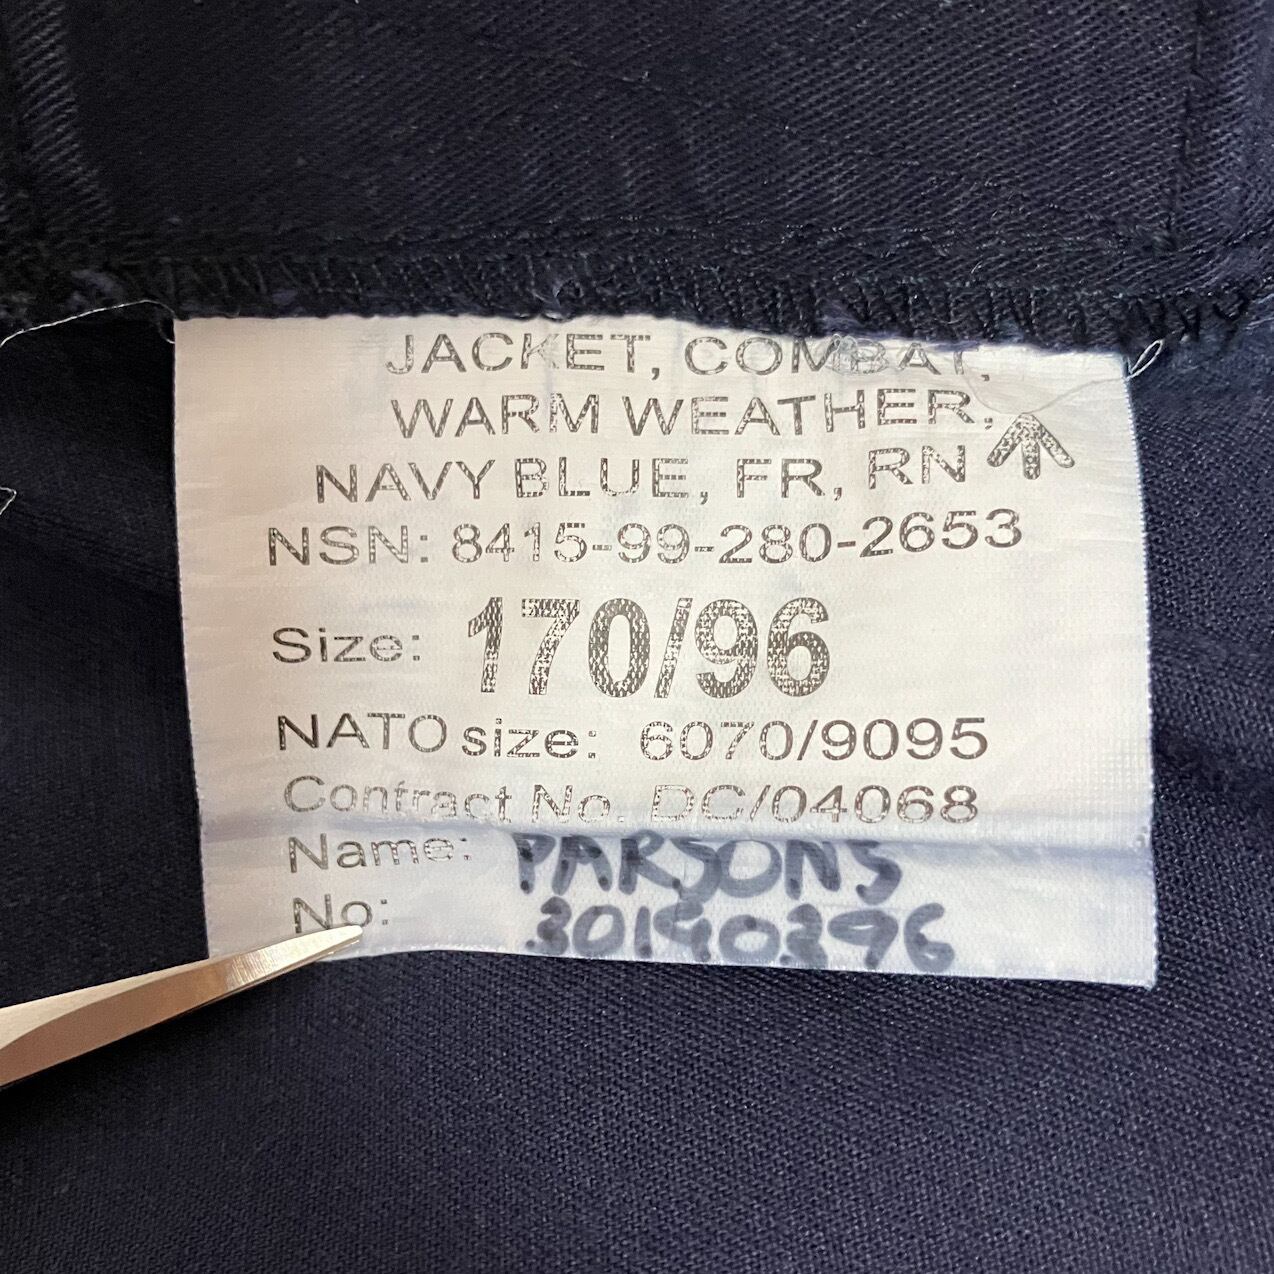 JACKET, COMBAT,
WARM WEATHER,
NAVY BLUE, FR, RN
NSN: 8415-99-280-2653
Size: 170/96
NATO size: 6070/9095
Contract No. DC/04068
Name: PARSONS
No: 30190396